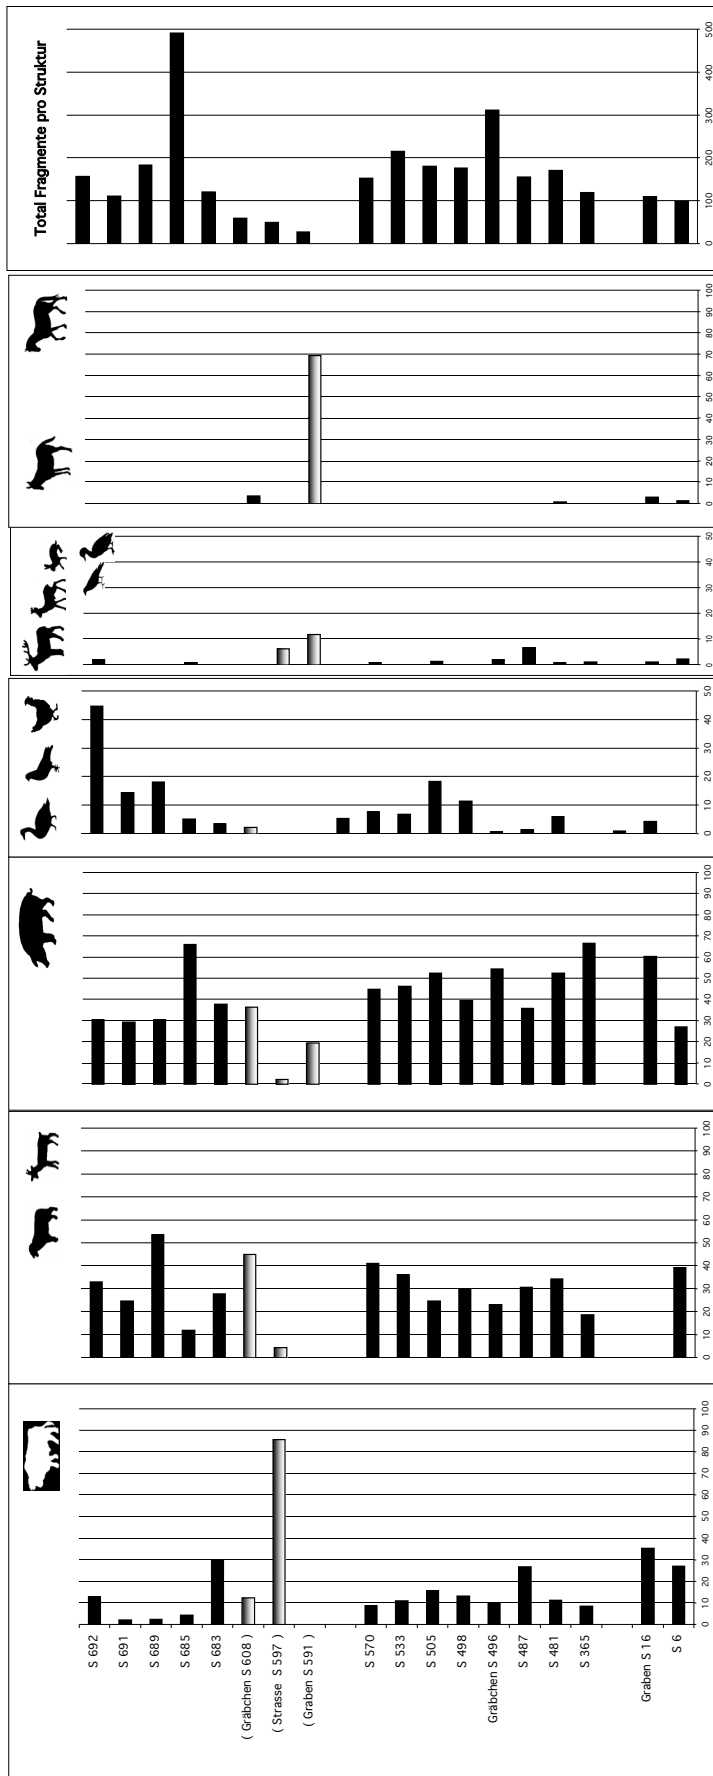 Total Fragmente pro Struktur
S 692
S 691
S 689
S 685
S 683
( Gräbchen S 608 )
( Strasse S 597 )
( Graben S 591 )
S 570
S 533
S 505
S 498
Gräbchen S 496
S 487
S 481
S 365
Graben S 16
S 6
0 10 20 30 40 50 60 70 80 90 100
0 10 20 30 40 50 60 70 80 90 100
0 10 20 30 40 50 60 70 80 90 100
0 10 20 30 40 50
0 10 20 30 40 50
0 10 20 30 40 50 60 70 80 90 100
0 100 200 300 400 500